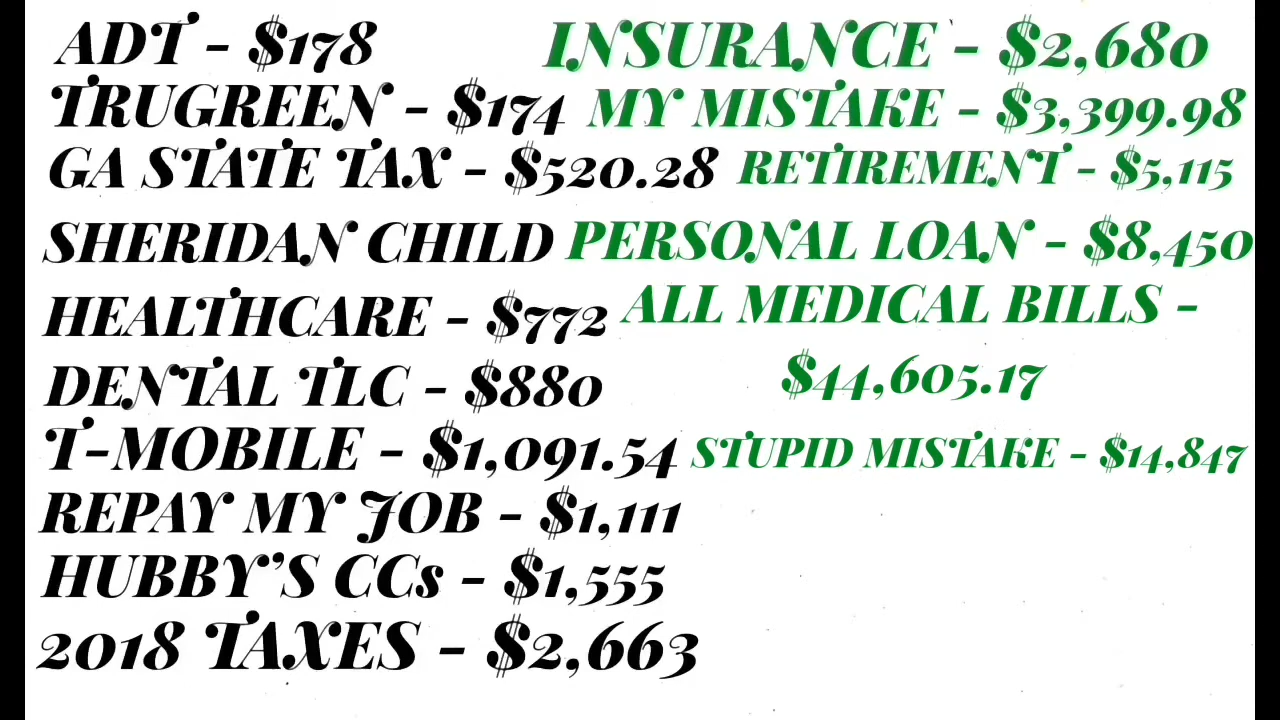 ADT - $178
TRUGREEN - $174
GA STATE TAX - $520.28
SHERIDAN CHILD
HEALTHCARE - $772
DENTAL TLC - $880
T-MOBILE - $1,091.54
REPAY MY JOB - $1,111
HUBBY'S CCs - $1,555
2018 TAXES - $2,663
INSURANCE - $2,680
MY MISTAKE - $3,399.98
RETIREMENT - $5,115
PERSONAL LOAN - $8,450
ALL MEDICAL BILLS -
$44,605.17
STUPID MISTAKE - $14,847